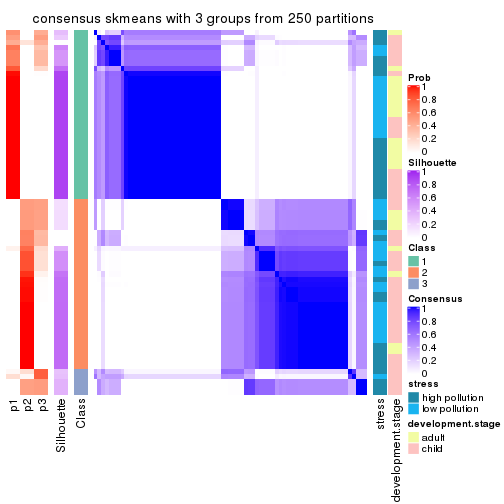 consensus skmeans with 3 groups from 250 partitions
Prob
1
0.8
0.6
0.4
0.2
0
Silhouette
1
0.8
0.6
0.4
0.2
0
Class
1
2
3
Consensus
1
0.8
0.6
0.4
0.2
0
stress
high pollution
low pollution
development.stage
adult
child
p1
p2
p3
Silhouette
Class
stress
development.stage